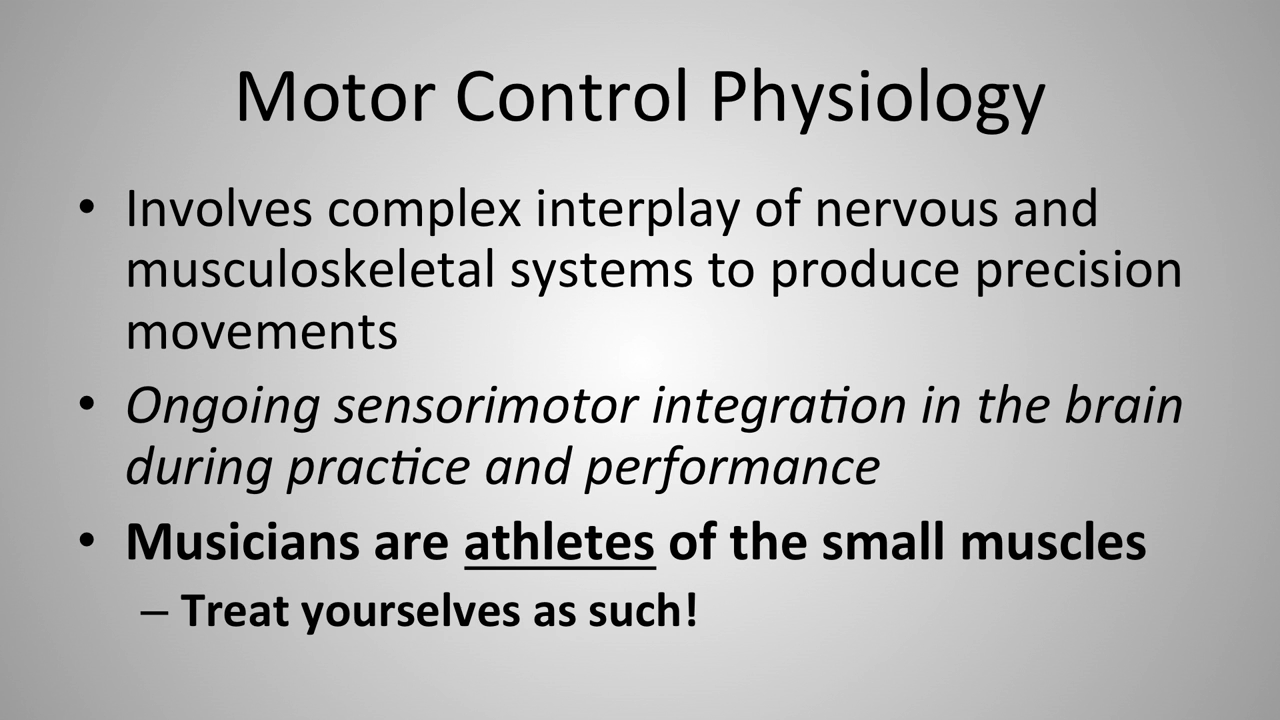 Motor Control Physiology
• Involves complex interplay of nervous and
musculoskeletal systems to produce precision
movements
• Ongoing sensorimotor integration in the brain
during practice and performance
• Musicians are athletes of the small muscles
– Treat yourselves as such!